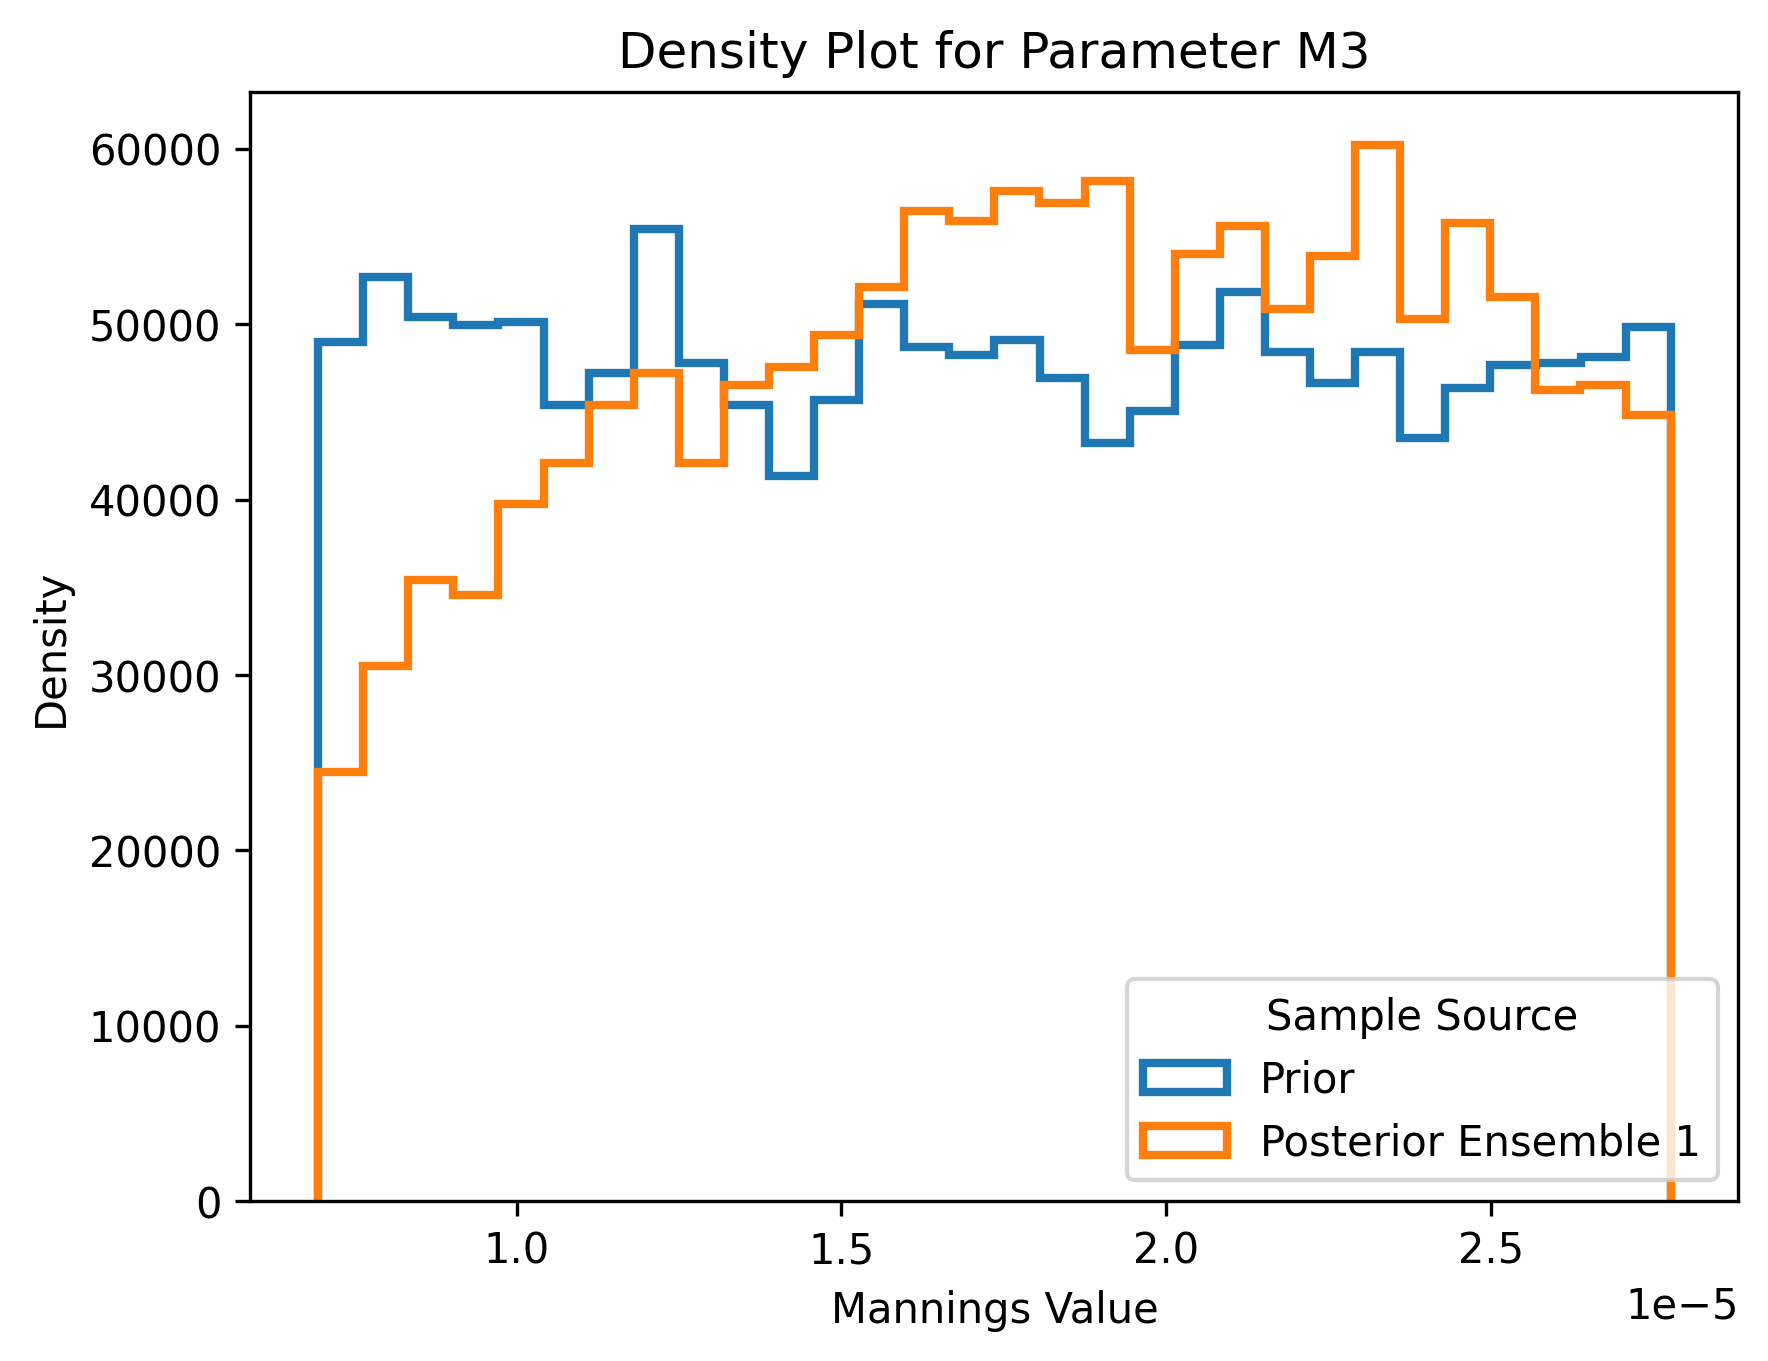 Density Plot for Parameter M3
60000
50000
40000
30000
20000
10000
0
Density
Sample Source
Prior
Posterior Ensemble 1
1.0 1.5 2.0 2.5
Mannings Value
1e−5